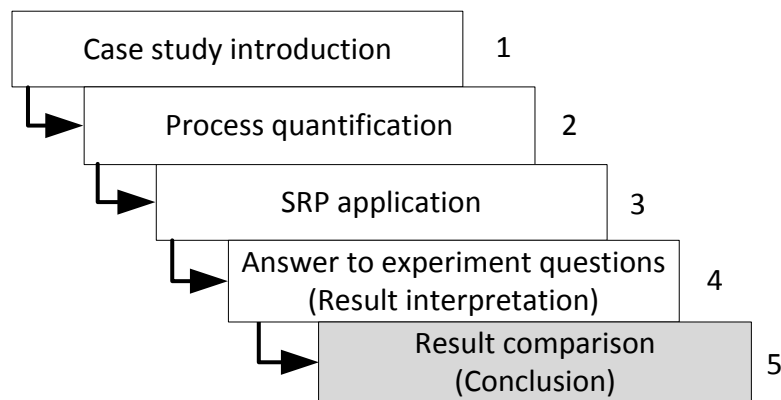 Case study introduction 1
Process quantification 2
SRP application 3
Answer to experiment questions
(Result interpretation) 4
Result comparison
(Conclusion) 5